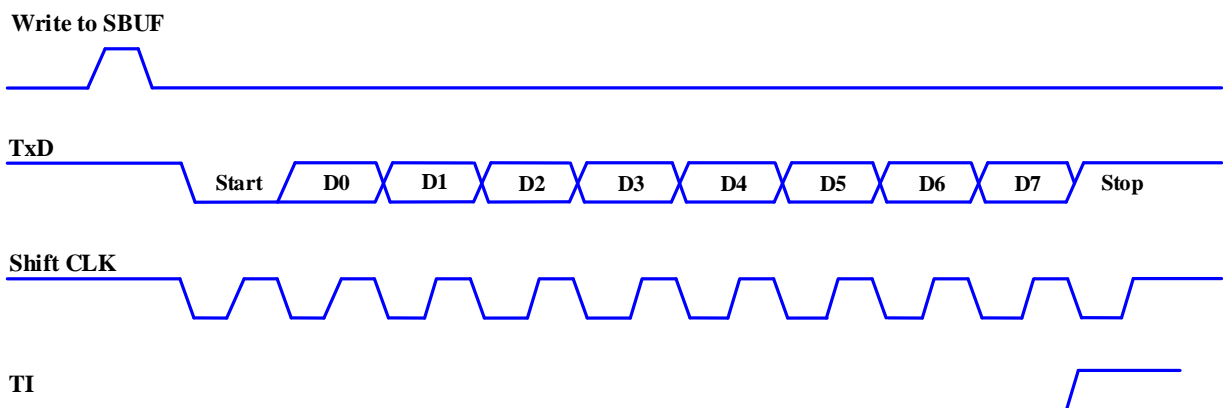 Write to SBUF
TxD
Start D0 D1 D2 D3 D4 D5 D6 D7 Stop
Shift CLK
TI